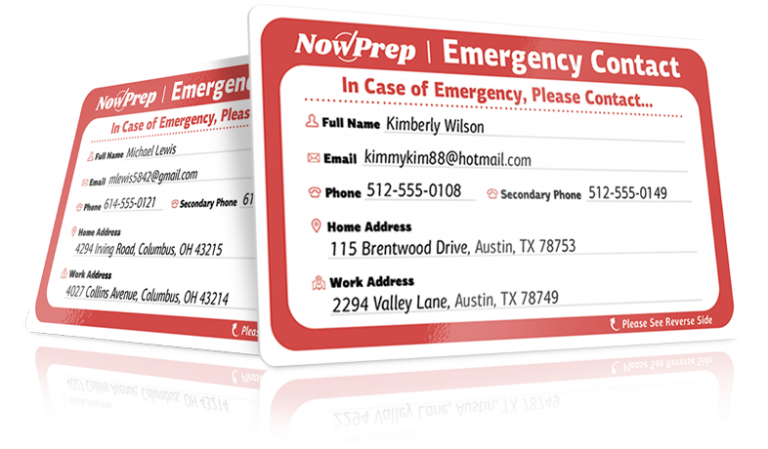 NowPrep | Emergency Contact
In Case of Emergency, Please Contact...
Full Name Kimberly Wilson
Email kimmykim88@hotmail.com
Phone 512-555-0108 Secondary Phone 512-555-0149
Home Address
115 Brentwood Drive, Austin, TX 78753
Work Address
2294 Valley Lane, Austin, TX 78749
Please See Reverse Side
NowPrep | Emergenc
In Case of Emergency, Pleas
Full Name Michael Lewis
Email mlewis5842@gmail.com
Phone 614-555-0121 Secondary Phone 61
Home Address
4294 Irving Road, Columbus, OH 43215
Work Address
4027 Collins Avenue, Columbus, OH 43214
Pleas